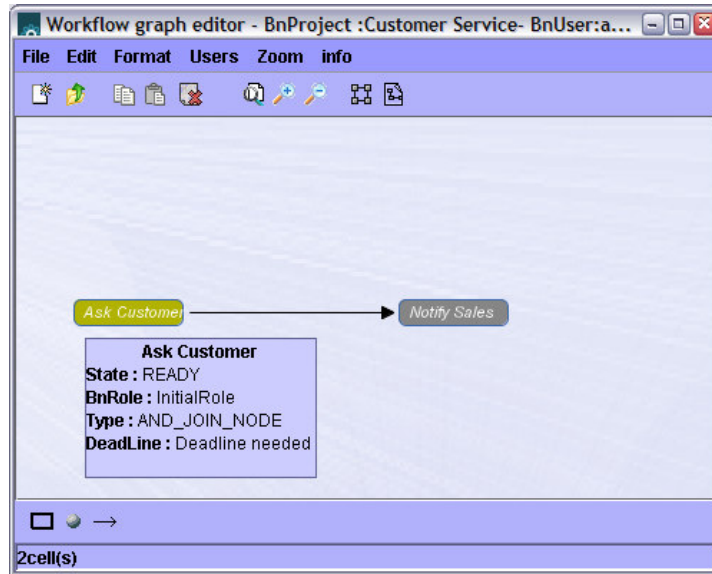 Workflow graph editor - BnProject :Customer Service- BnUser:a...
File Edit Format Users Zoom info
Ask Customer Notify Sales
Ask Customer
State : READY
BnRole : InitialRole
Type : AND_JOIN_NODE
DeadLine : Deadline needed
2cell(s)